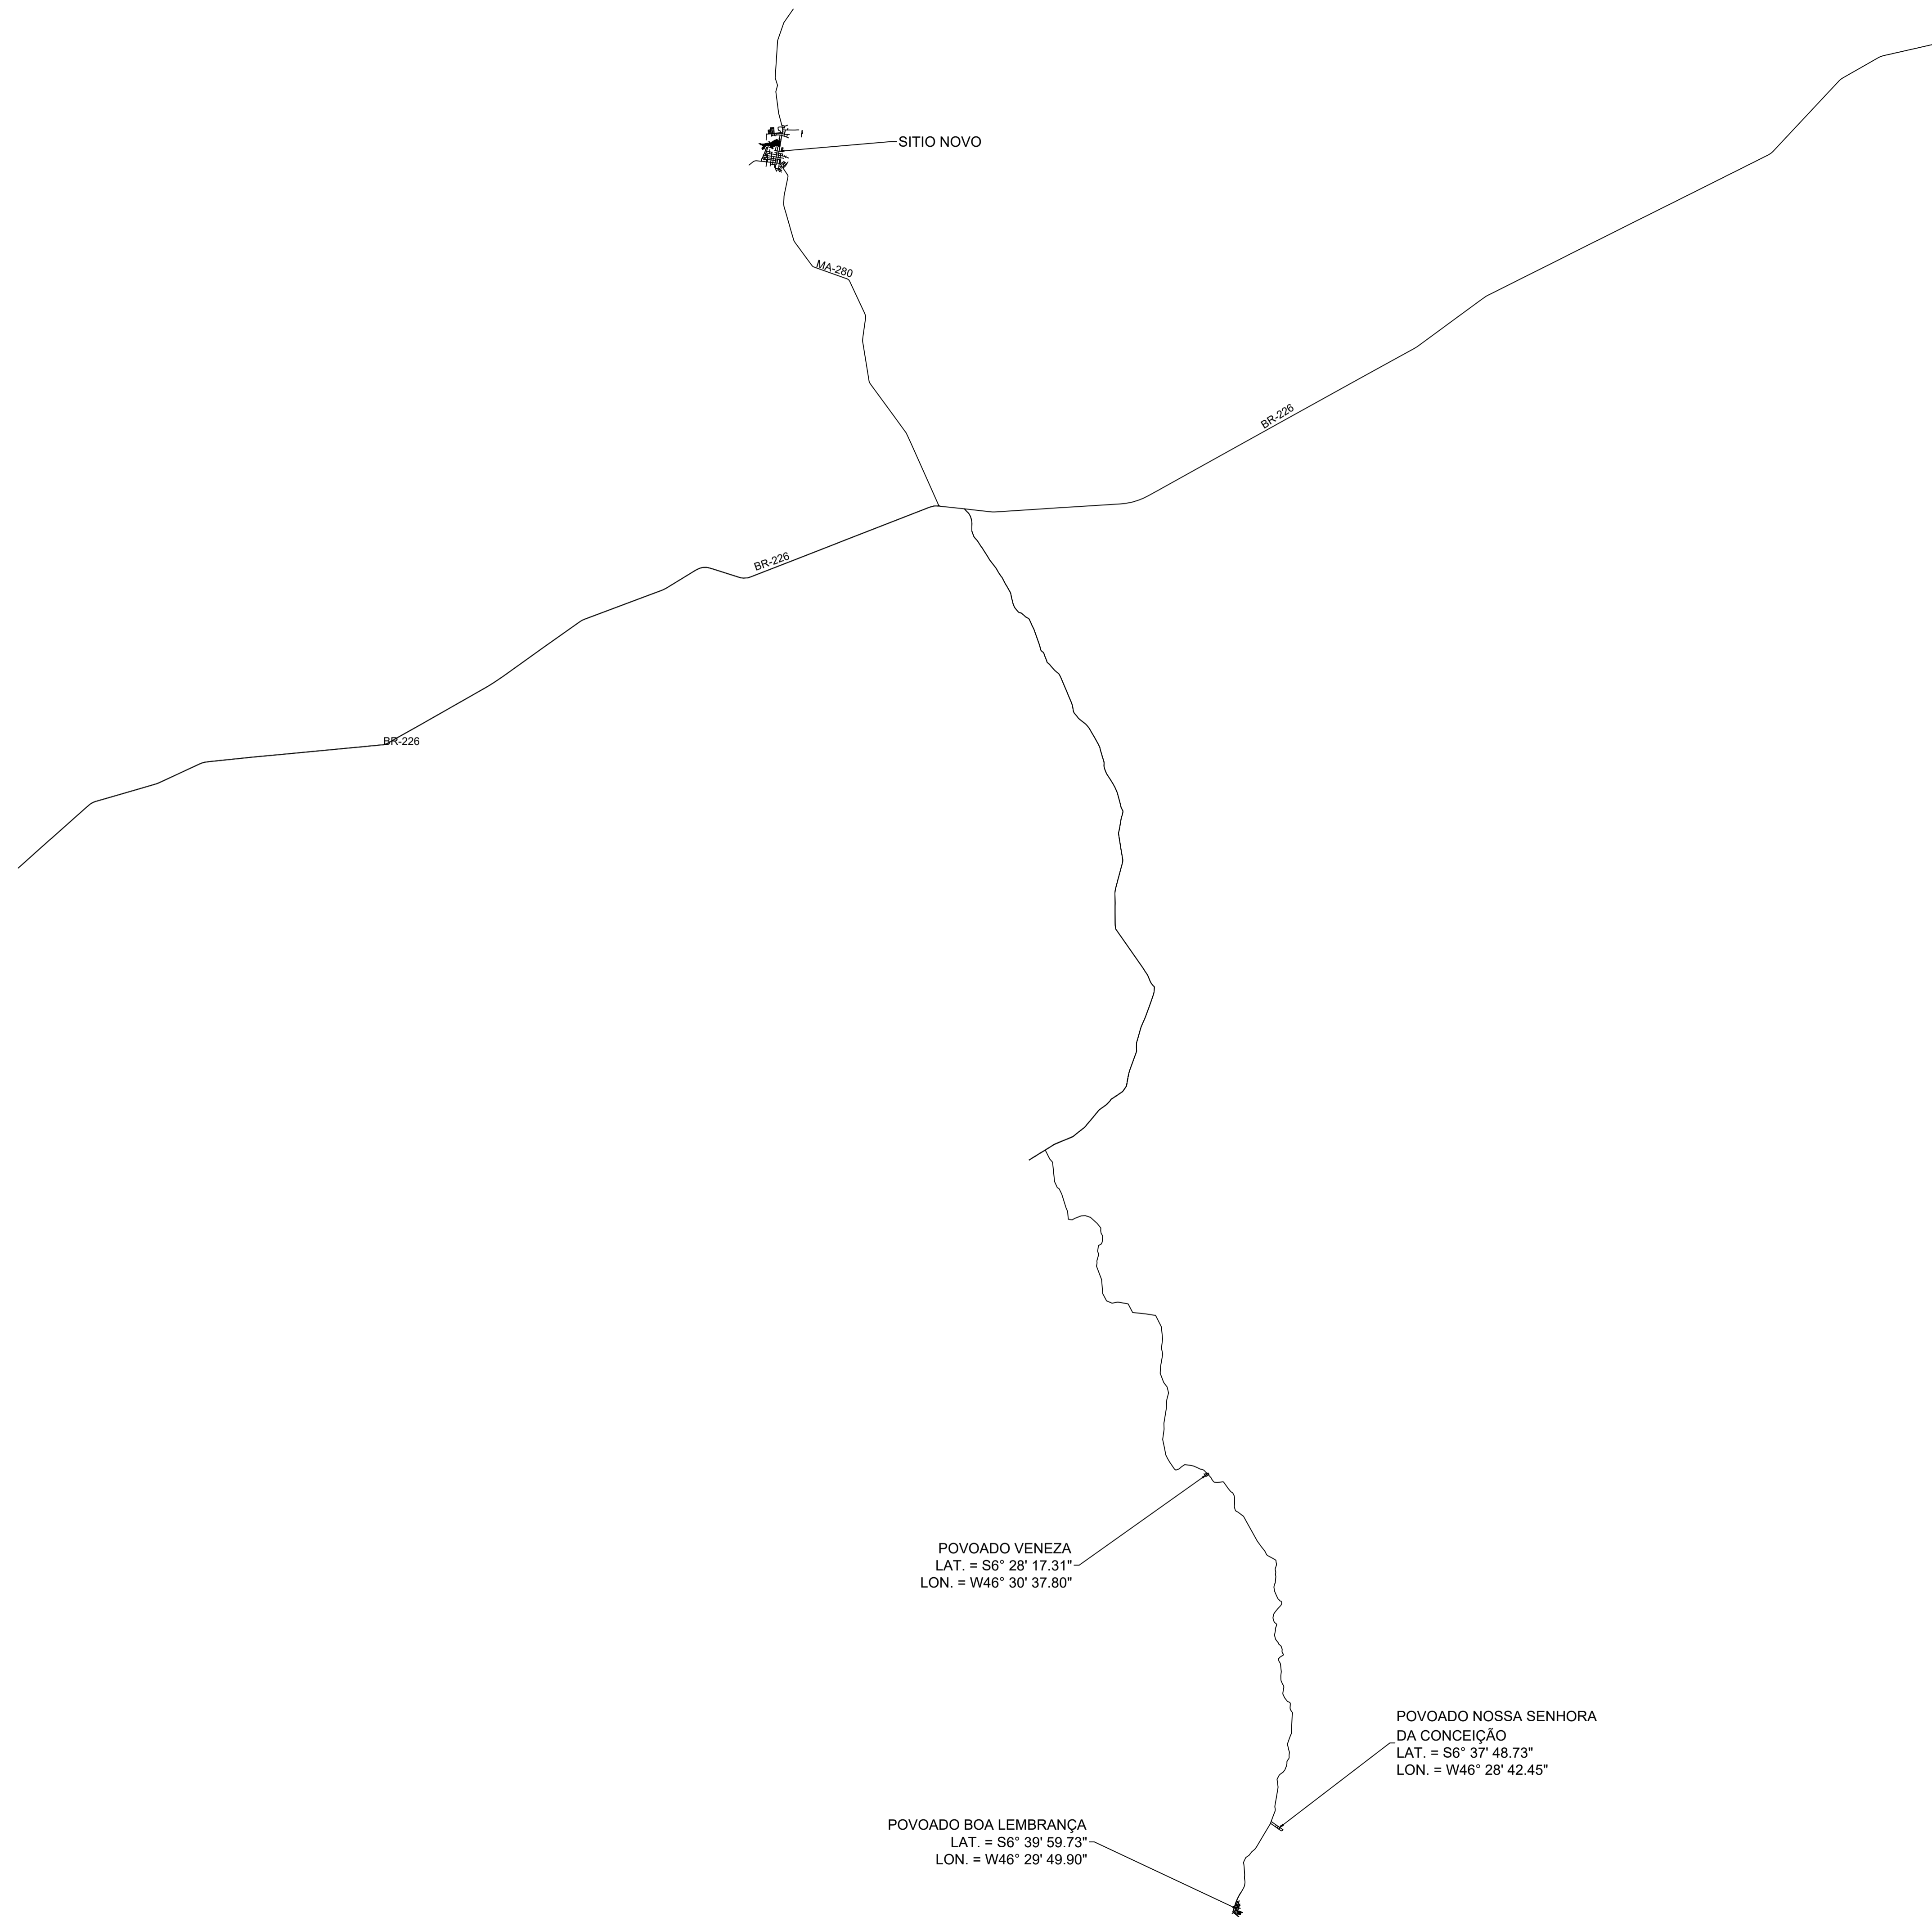 SITIO NOVO
MA-280
BR-226
BR-226
BR-226
POVOADO VENEZA
LAT. = S6° 28' 17.31"
LON. = W46° 30' 37.80"
POVOADO NOSSA SENHORA
DA CONCEIÇÃO
LAT. = S6° 37' 48.73"
LON. = W46° 28' 42.45"
POVOADO BOA LEMBRANÇA
LAT. = S6° 39' 59.73"
LON. = W46° 29' 49.90"